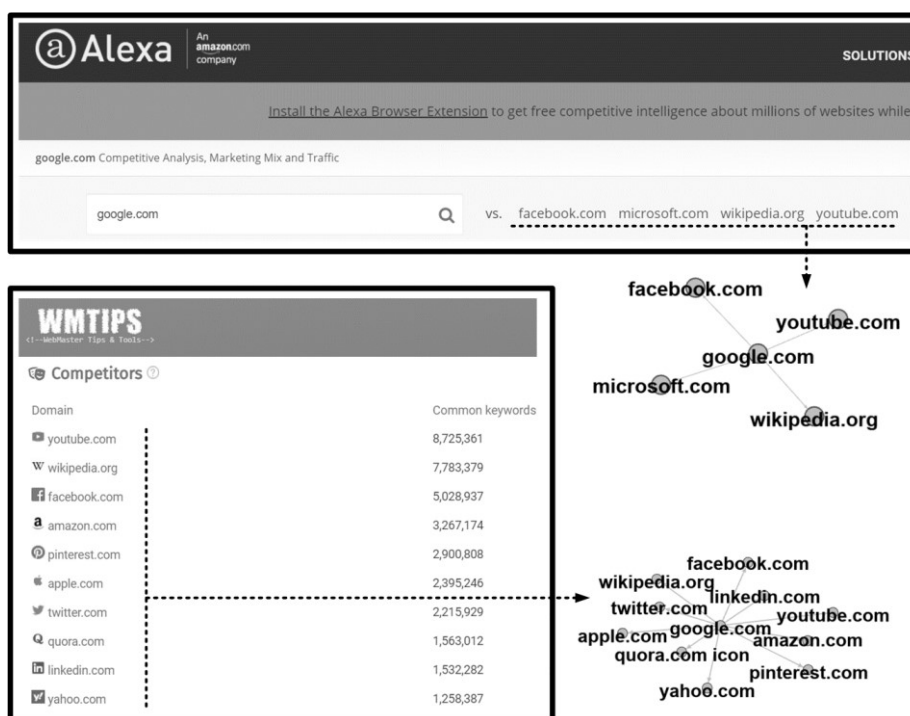 Alexa
An
amazon.com
company
SOLUTIONS
Install the Alexa Browser Extension to get free competitive intelligence about millions of websites while
google.com Competitive Analysis, Marketing Mix and Traffic
google.com vs. facebook.com microsoft.com wikipedia.org youtube.com
facebook.com
youtube.com
google.com
microsoft.com
wikipedia.org
WMTIPS
<!--WebMaster Tips & Tools-->
Competitors
Domain Common keywords
youtube.com 8,725,361
wikipedia.org 7,783,379
facebook.com 5,028,937
amazon.com 3,267,174
pinterest.com 2,900,808
apple.com 2,395,246
twitter.com 2,215,929
quora.com 1,563,012
linkedin.com 1,532,282
yahoo.com 1,258,387
facebook.com
wikipedia.org
linkedin.com
twitter.com
youtube.com
apple.com google.com
amazon.com
quora.com icon
pinterest.com
yahoo.com